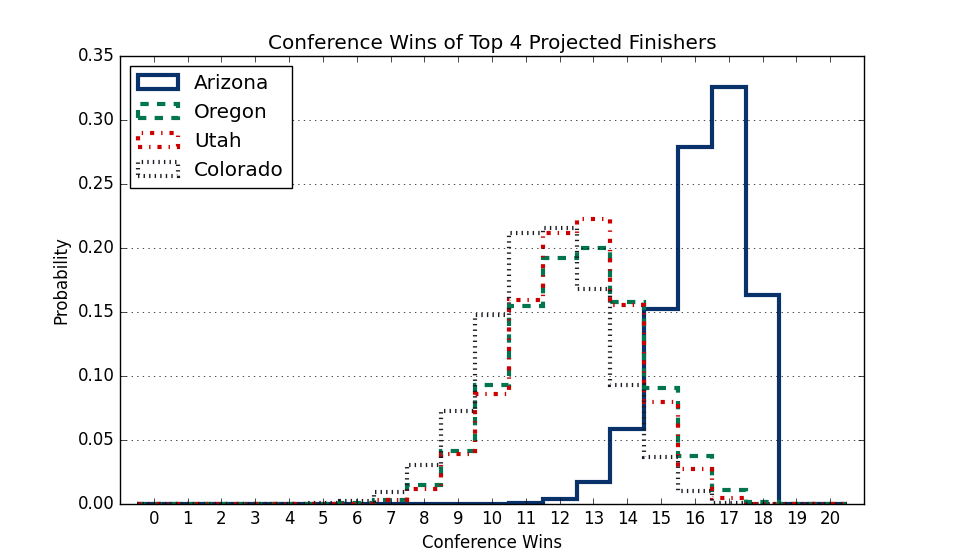 Conference Wins of Top 4 Projected Finishers
0.35
0.30
0.25
0.20
0.15
0.10
0.05
0.00
Probability
Arizona
Oregon
Utah
Colorado
0 1 2 3 4 5 6 7 8 9 10 11 12 13 14 15 16 17 18 19 20
Conference Wins